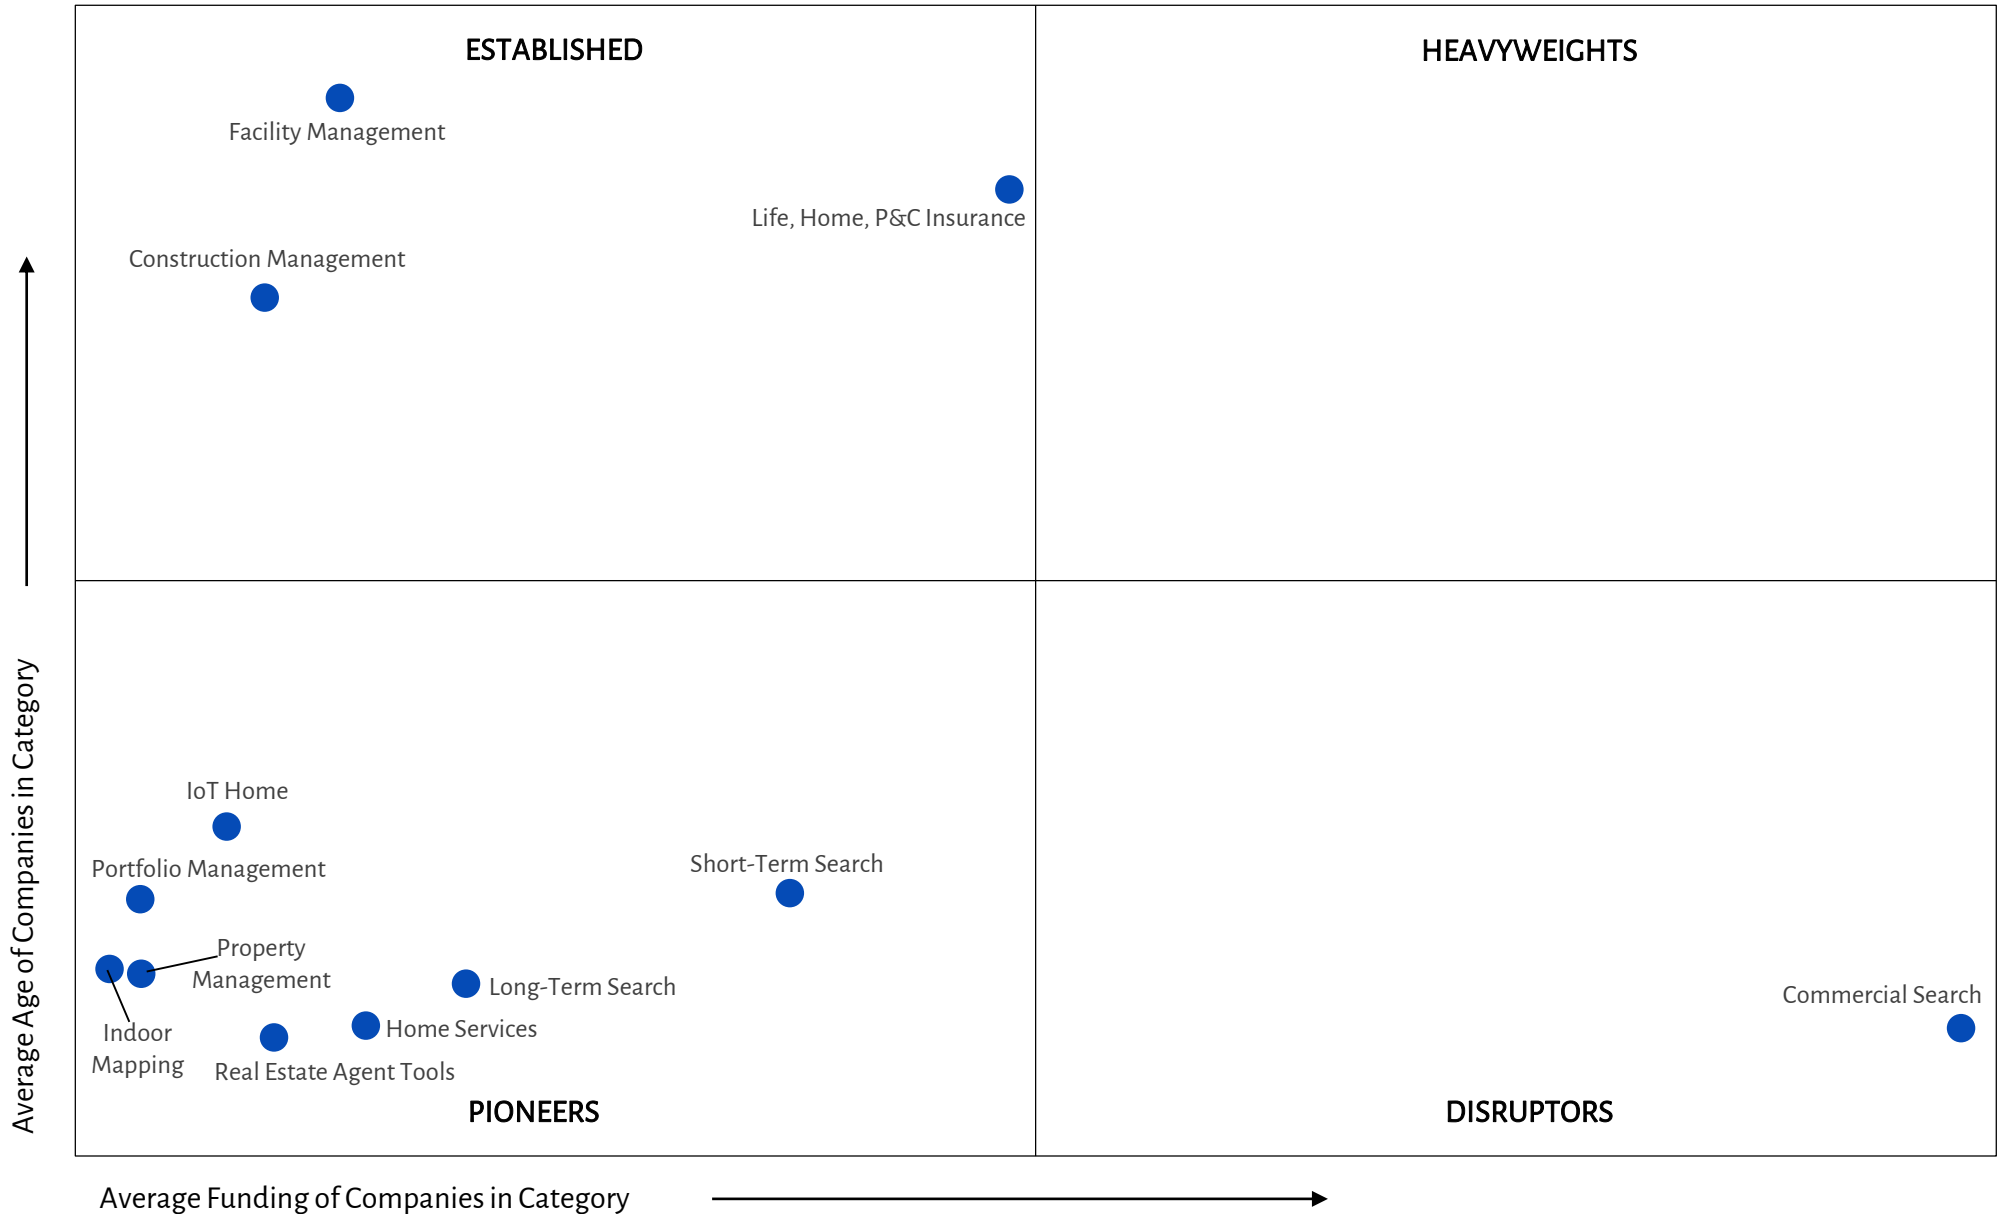 ESTABLISHED
HEAVYWEIGHTS
Facility Management
Life, Home, P&C Insurance
Construction Management
IoT Home
Portfolio Management
Short-Term Search
Property
Management
Long-Term Search
Commercial Search
Indoor
Mapping
Home Services
Real Estate Agent Tools
PIONEERS
DISRUPTORS
Average Age of Companies in Category
Average Funding of Companies in Category